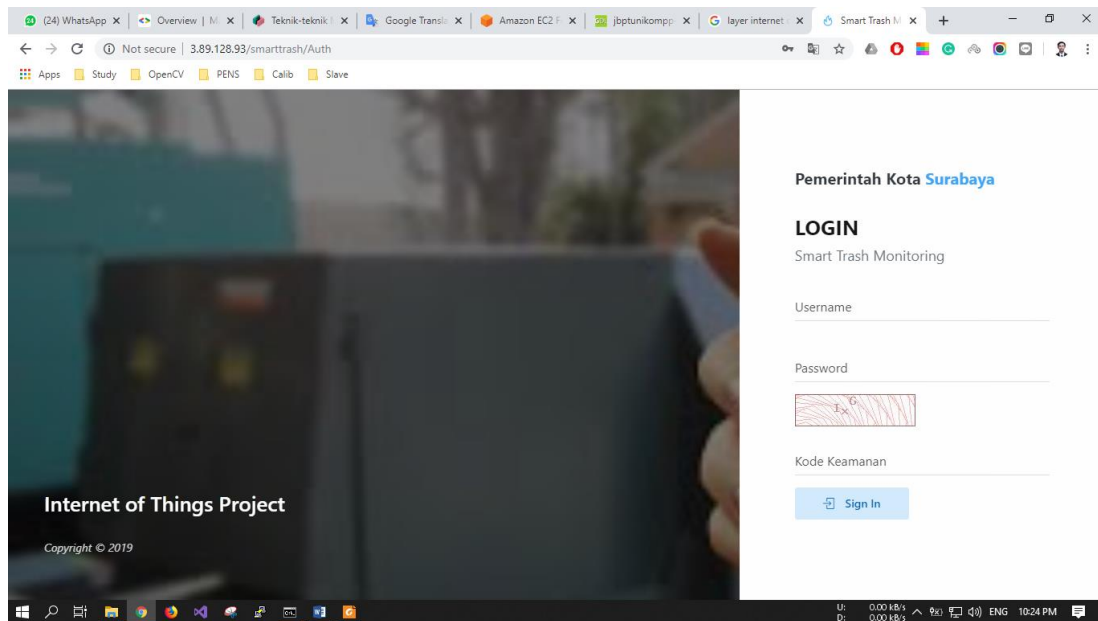 (24) WhatsApp
Overview | M
Teknik-teknik
Google Transla
Amazon EC2
jbptunikompp
layer internet
Smart Trash M
Not secure | 3.89.128.93/smarttrash/Auth
Apps Study OpenCV PENS Calib Slave
Pemerintah Kota Surabaya
LOGIN
Smart Trash Monitoring
Username
Password
Kode Keamanan
Sign In
Internet of Things Project
Copyright © 2019
U: 0.00 kB/s
D: 0.00 kB/s
ENG 10:24 PM